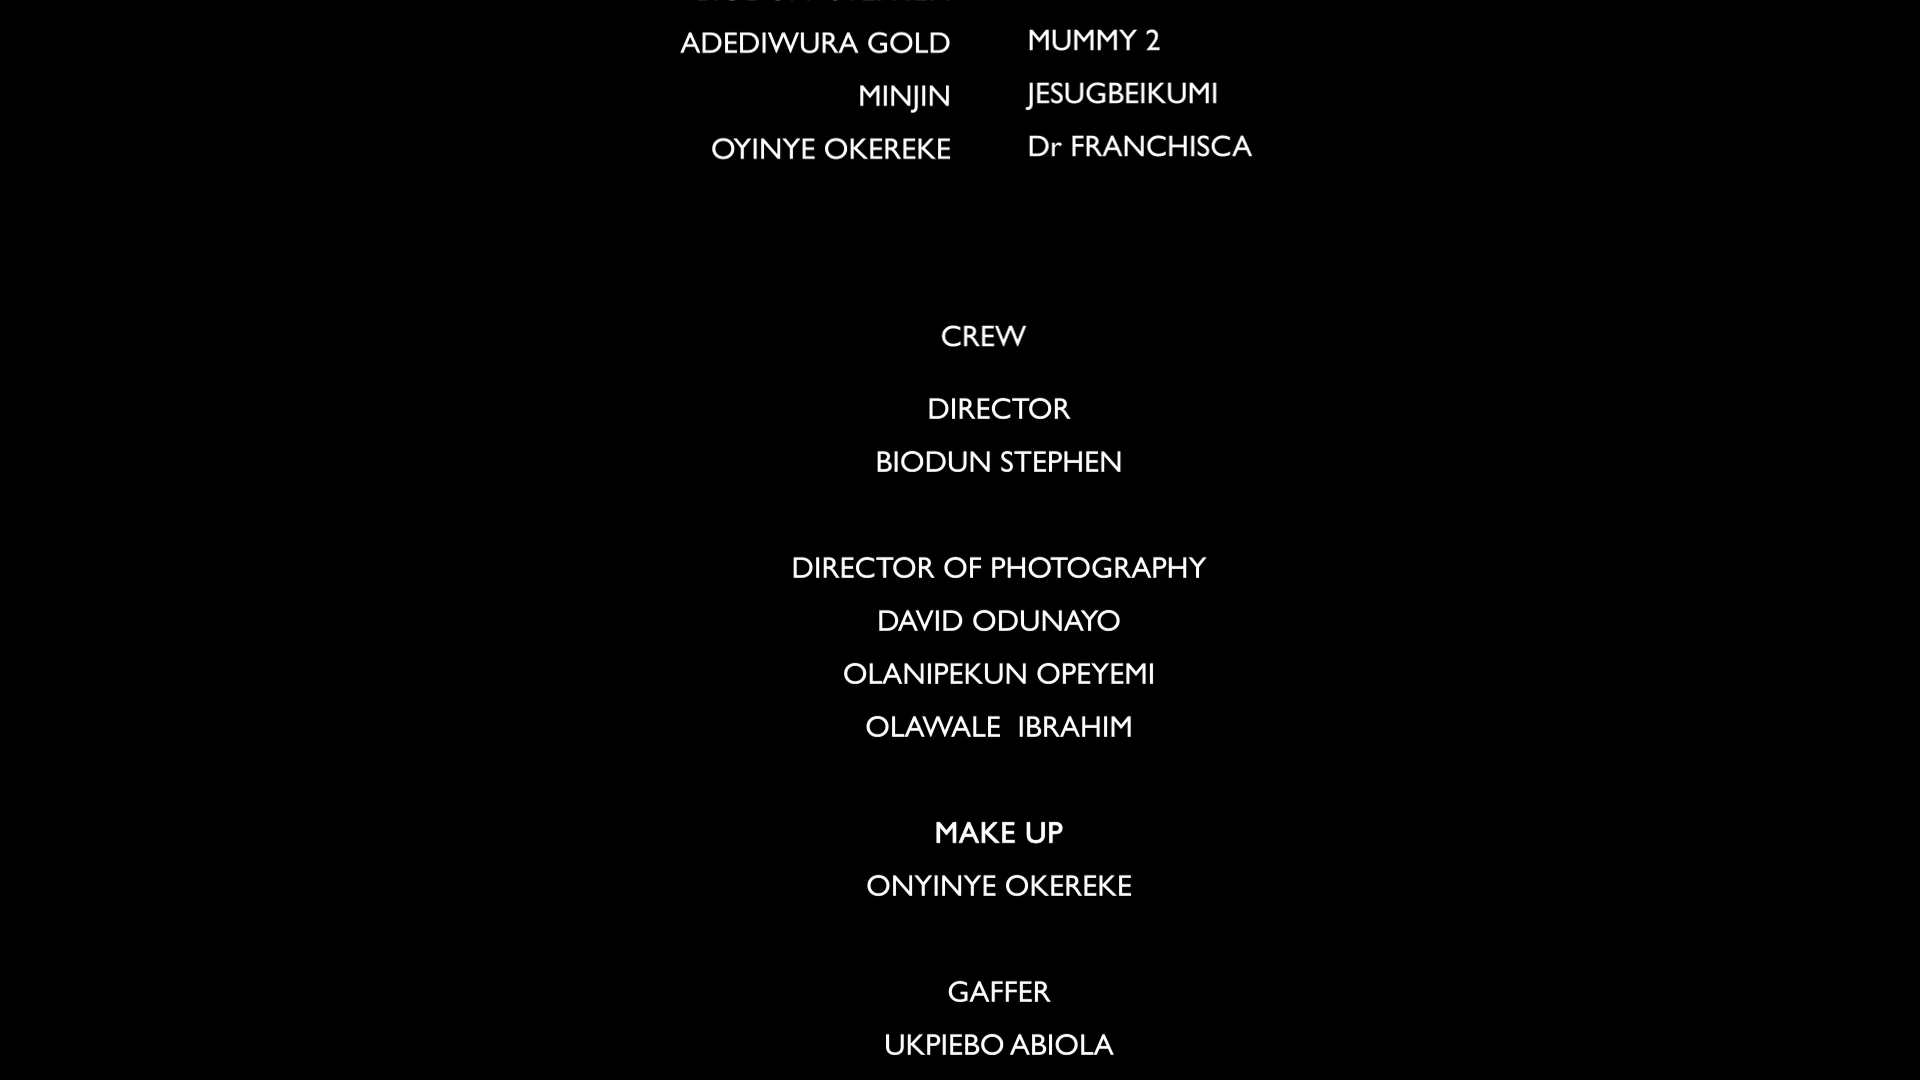 ADEDIWURA GOLD MUMMY 2
MINJIN JESUGBEIKUMI
OYINYE OKEREKE Dr FRANCHISCA
CREW
DIRECTOR
BIODUN STEPHEN
DIRECTOR OF PHOTOGRAPHY
DAVID ODUNAYO
OLANIPEKUN OPEYEMI
OLAWALE  IBRAHIM
MAKE UP
ONYINYE OKEREKE
GAFFER
UKPIEBO ABIOLA